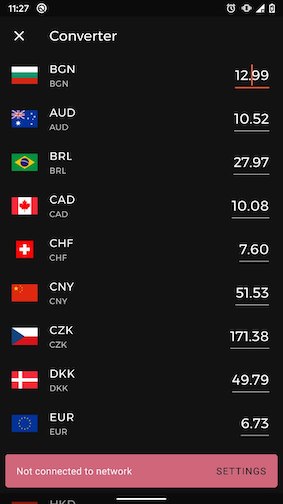 11:27
Converter
BGN
BGN
12.99
AUD
AUD
10.52
BRL
BRL
27.97
CAD
CAD
10.08
CHF
CHF
7.60
CNY
CNY
51.53
CZK
CZK
171.38
DKK
DKK
49.79
EUR
EUR
6.73
Not connected to network
SETTINGS
HKD